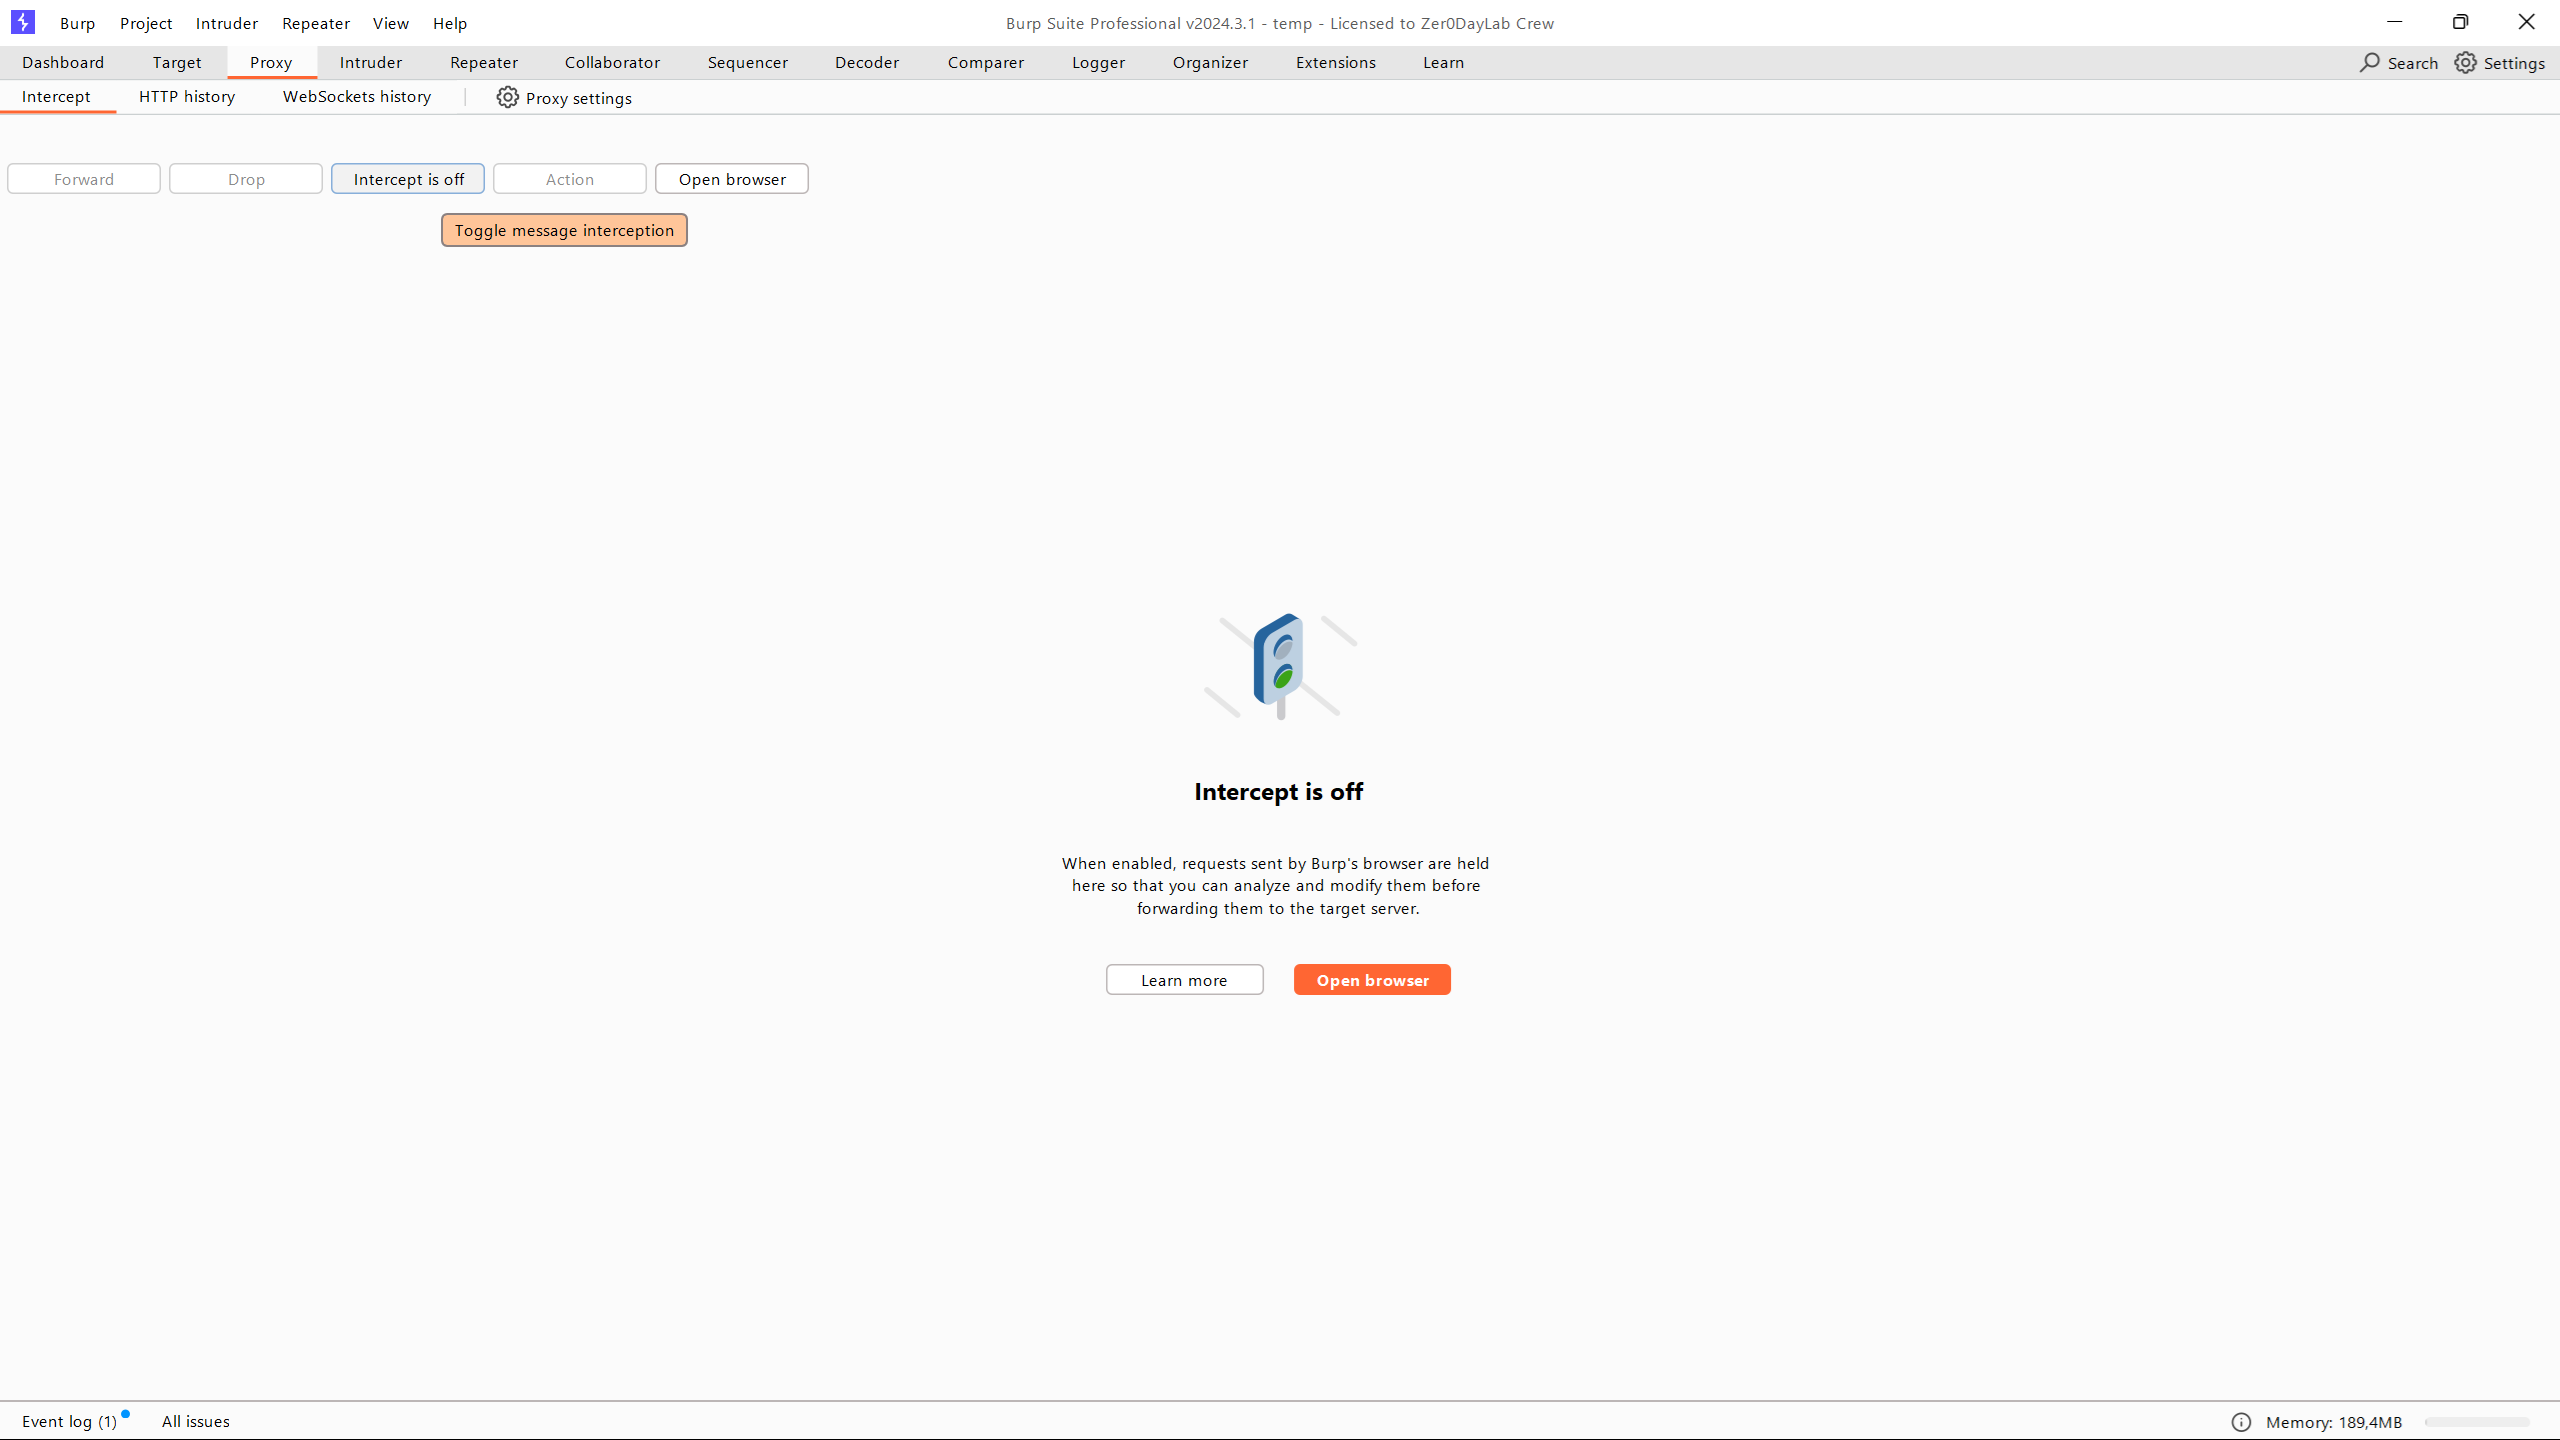 Burp Project Intruder Repeater View Help Burp Suite Professional v2024.3.1 - temp - Licensed to Zer0DayLab Crew
Dashboard Target Proxy Intruder Repeater Collaborator Sequencer Decoder Comparer Logger Organizer Extensions Learn Search Settings
Intercept HTTP history WebSockets history Proxy settings
Forward Drop Intercept is off Action Open browser
Toggle message interception
Intercept is off
When enabled, requests sent by Burp's browser are held
here so that you can analyze and modify them before
forwarding them to the target server.
Learn more Open browser
Event log (1) All issues Memory: 189,4MB